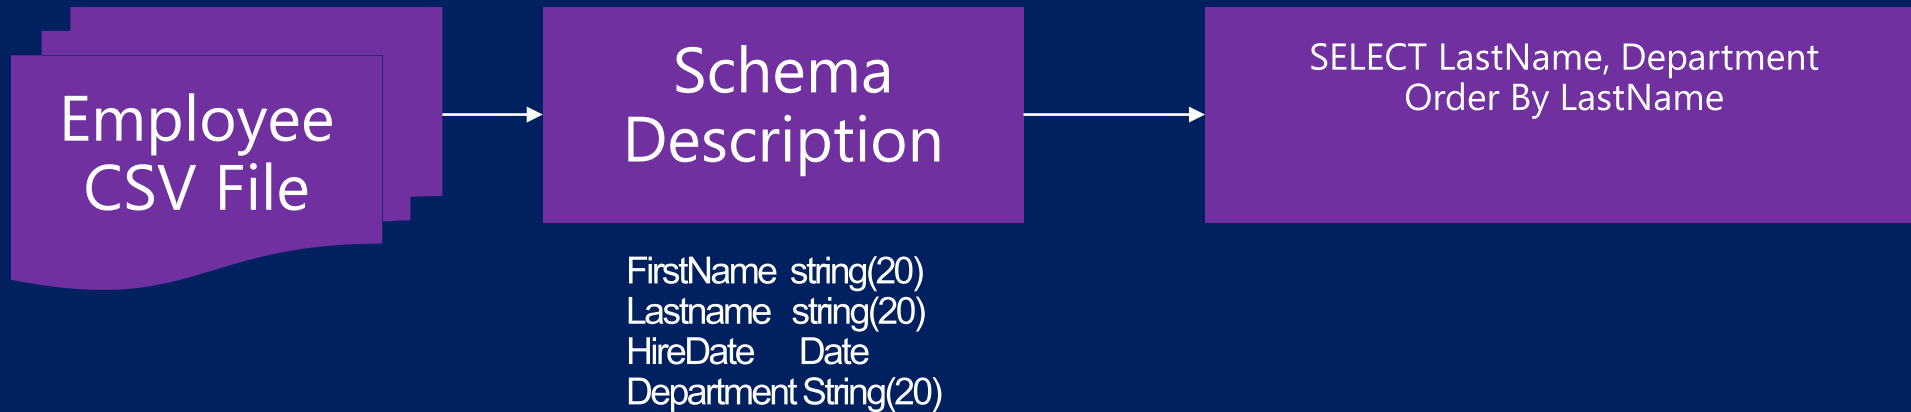 Employee
CSV File
Schema
Description
SELECT LastName, Department
Order By LastName
FirstName string(20)
Lastname string(20)
HireDate Date
Department String(20)